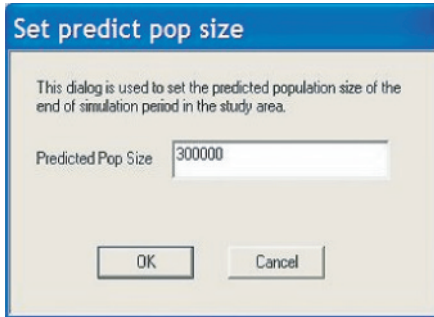 Set predict pop size
This dialog is used to set the predicted population size of the
end of simulation period in the study area.
Predicted Pop Size 300000
OK Cancel